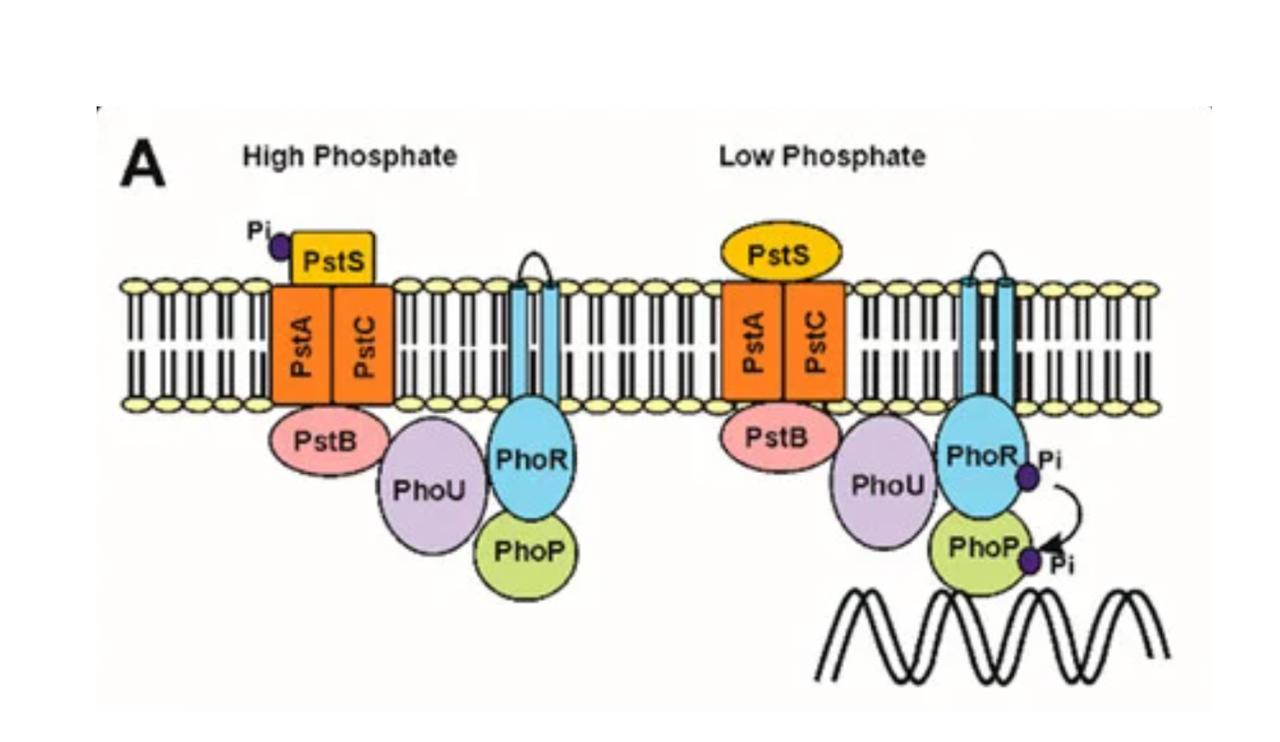 A
High Phosphate
Low Phosphate
Pi
PstS
PstS
PstA
PstC
PstA
PstC
PstB
PhoU
PhoR
PhoP
PstB
PhoU
PhoR
Pi
PhoP
Pi